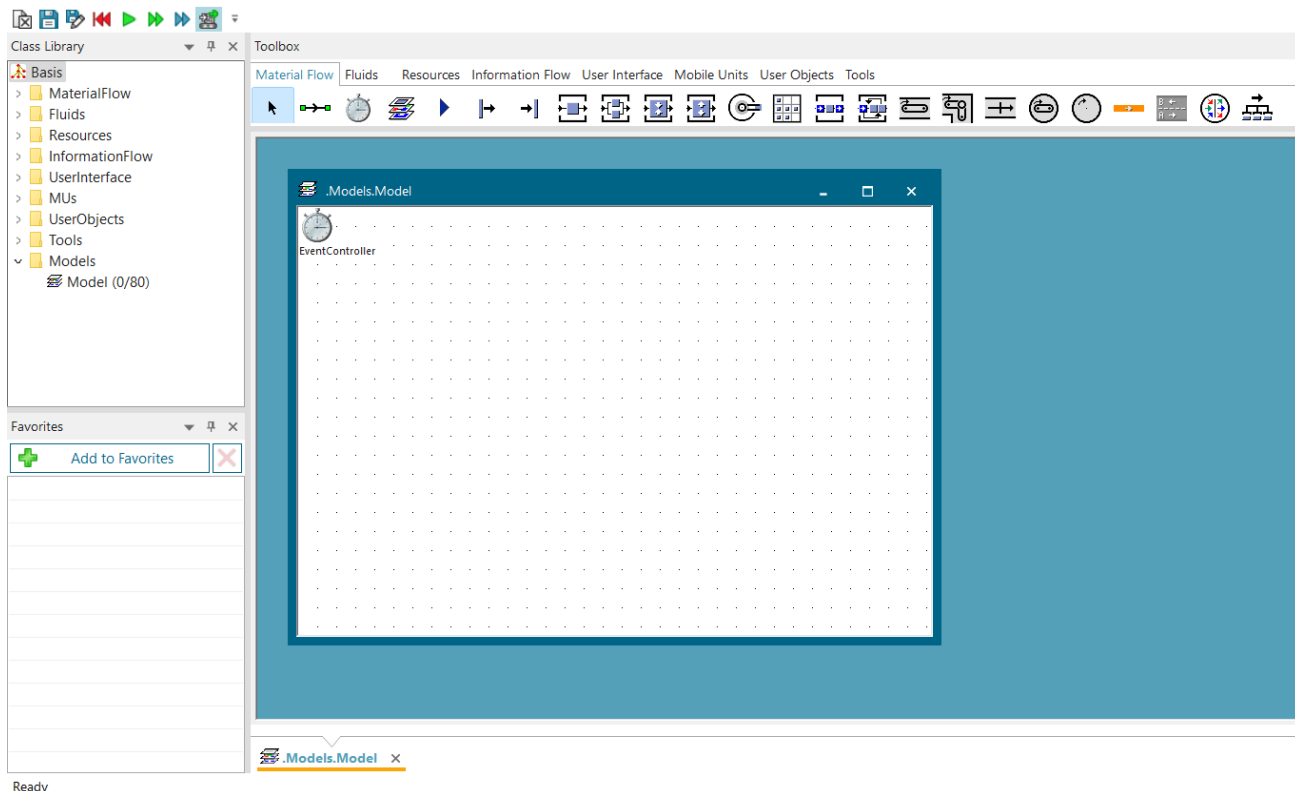 Class Library
Toolbox
Basis
MaterialFlow
Fluids
Resources
InformationFlow
UserInterface
MUs
UserObjects
Tools
Models
Model (0/80)
Material Flow Fluids Resources Information Flow User Interface Mobile Units User Objects Tools
.Models.Model
EventController
Favorites
Add to Favorites
.Models.Model
Ready